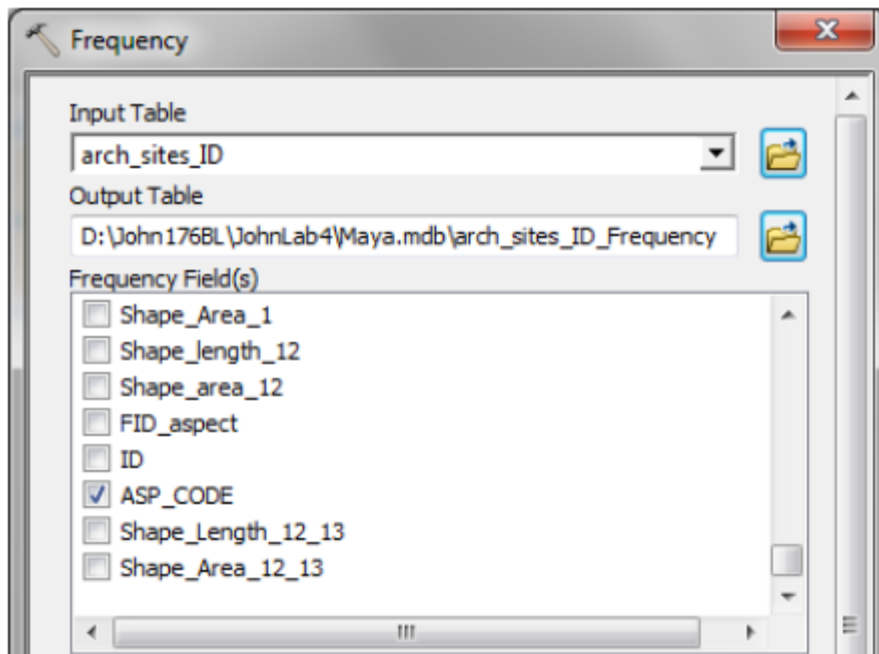 Frequency
Input Table
arch_sites_ID
Output Table
D:\John176BL\JohnLab4\Maya.mdb\arch_sites_ID_Frequency
Frequency Field(s)
Shape_Area_1
Shape_length_12
Shape_area_12
FID_aspect
ID
ASP_CODE
Shape_Length_12_13
Shape_Area_12_13